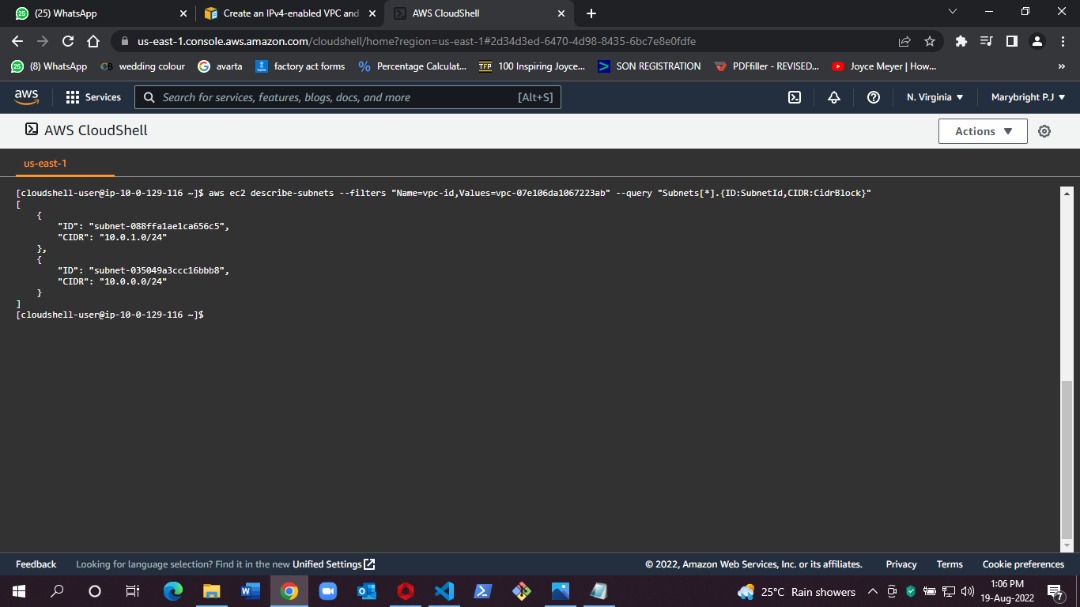 (25) WhatsApp
Create an IPv4-enabled VPC and
AWS CloudShell
us-east-1.console.aws.amazon.com/cloudshell/home?region=us-east-1#2d34d3ed-6470-4d98-8435-6bc7e8e0fdfe
(8) WhatsApp
wedding colour
avarta
factory act forms
Percentage Calculat...
100 Inspiring Joyce...
SON REGISTRATION
PDFfiller - REVISED...
Joyce Meyer | How...
aws
Services
Search for services, features, blogs, docs, and more
[Alt+S]
N. Virginia
Marybright P.J
AWS CloudShell
Actions
us-east-1
[cloudshell-user@ip-10-0-129-116 ~]$ aws ec2 describe-subnets --filters "Name=vpc-id,Values=vpc-07e106da1067223ab" --query "Subnets[*].{ID:SubnetId,CIDR:CidrBlock}"
[
{
"ID": "subnet-088ffa1ae1ca656c5",
"CIDR": "10.0.1.0/24"
},
{
"ID": "subnet-035049a3ccc16bbb8",
"CIDR": "10.0.0.0/24"
}
]
[cloudshell-user@ip-10-0-129-116 ~]$
Feedback
Looking for language selection? Find it in the new Unified Settings
© 2022, Amazon Web Services, Inc. or its affiliates.
Privacy
Terms
Cookie preferences
25°C Rain showers
1:06 PM
19-Aug-2022
7